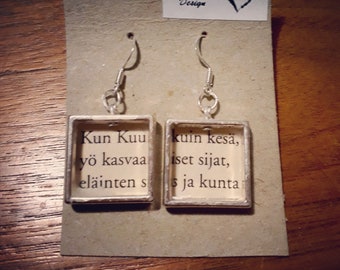 Design
Kun Kuu
yö kasvaa
eläinten s
kuin kesä,
iset sijat,
s ja kunta